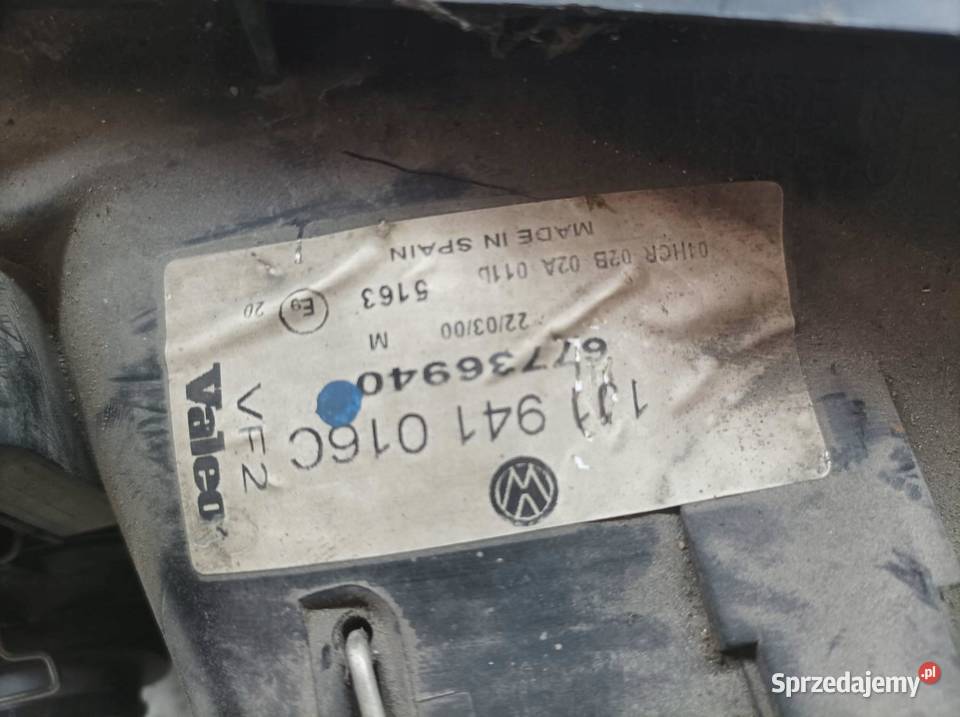 1J1 941 016C
67736940
22/03/00 M
01HCR 02B 02A 011b 5163 E9 20
MADE IN SPAIN
Valeo
VF2
Sprzedajemy.pl